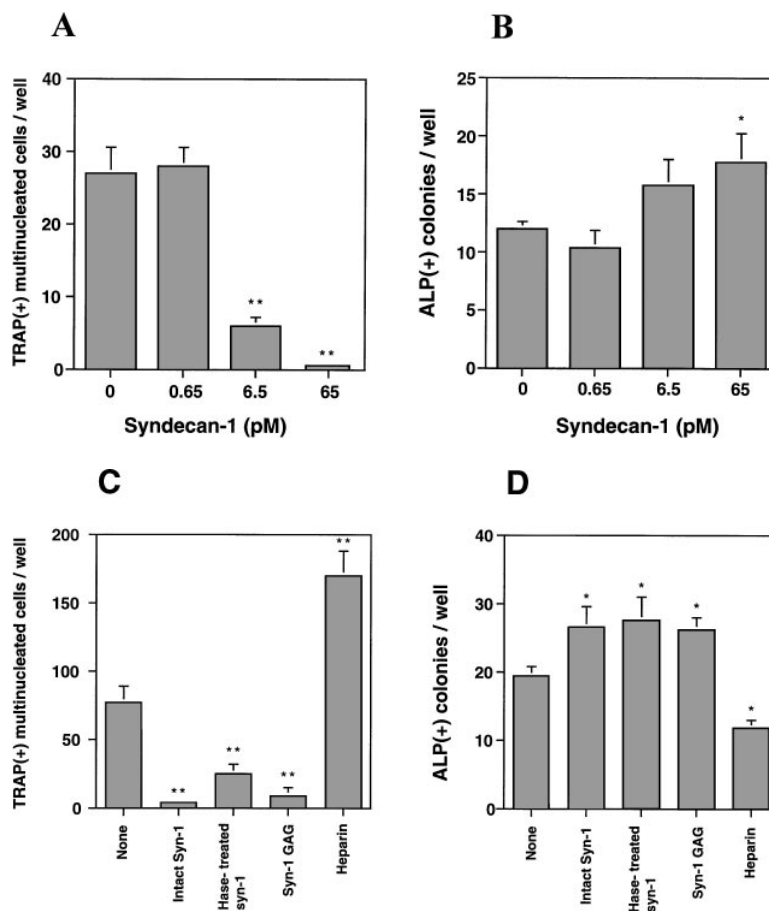 A
TRAP(+) multinucleated cells / well
40
30
20
10
0
**
**
0 0.65 6.5 65
Syndecan-1 (pM)
B
ALP(+) colonies / well
25
20
15
10
5
0
*
0 0.65 6.5 65
Syndecan-1 (pM)
C
TRAP(+) multinucleated cells / well
200
150
100
50
0
**
**
**
**
None
Intact Syn-1
Hase- treated
syn-1
Syn-1 GAG
Heparin
D
ALP(+) colonies / well
40
30
20
10
0
*
*
*
*
None
Intact Syn-1
Hase- treated
syn-1
Syn-1 GAG
Heparin